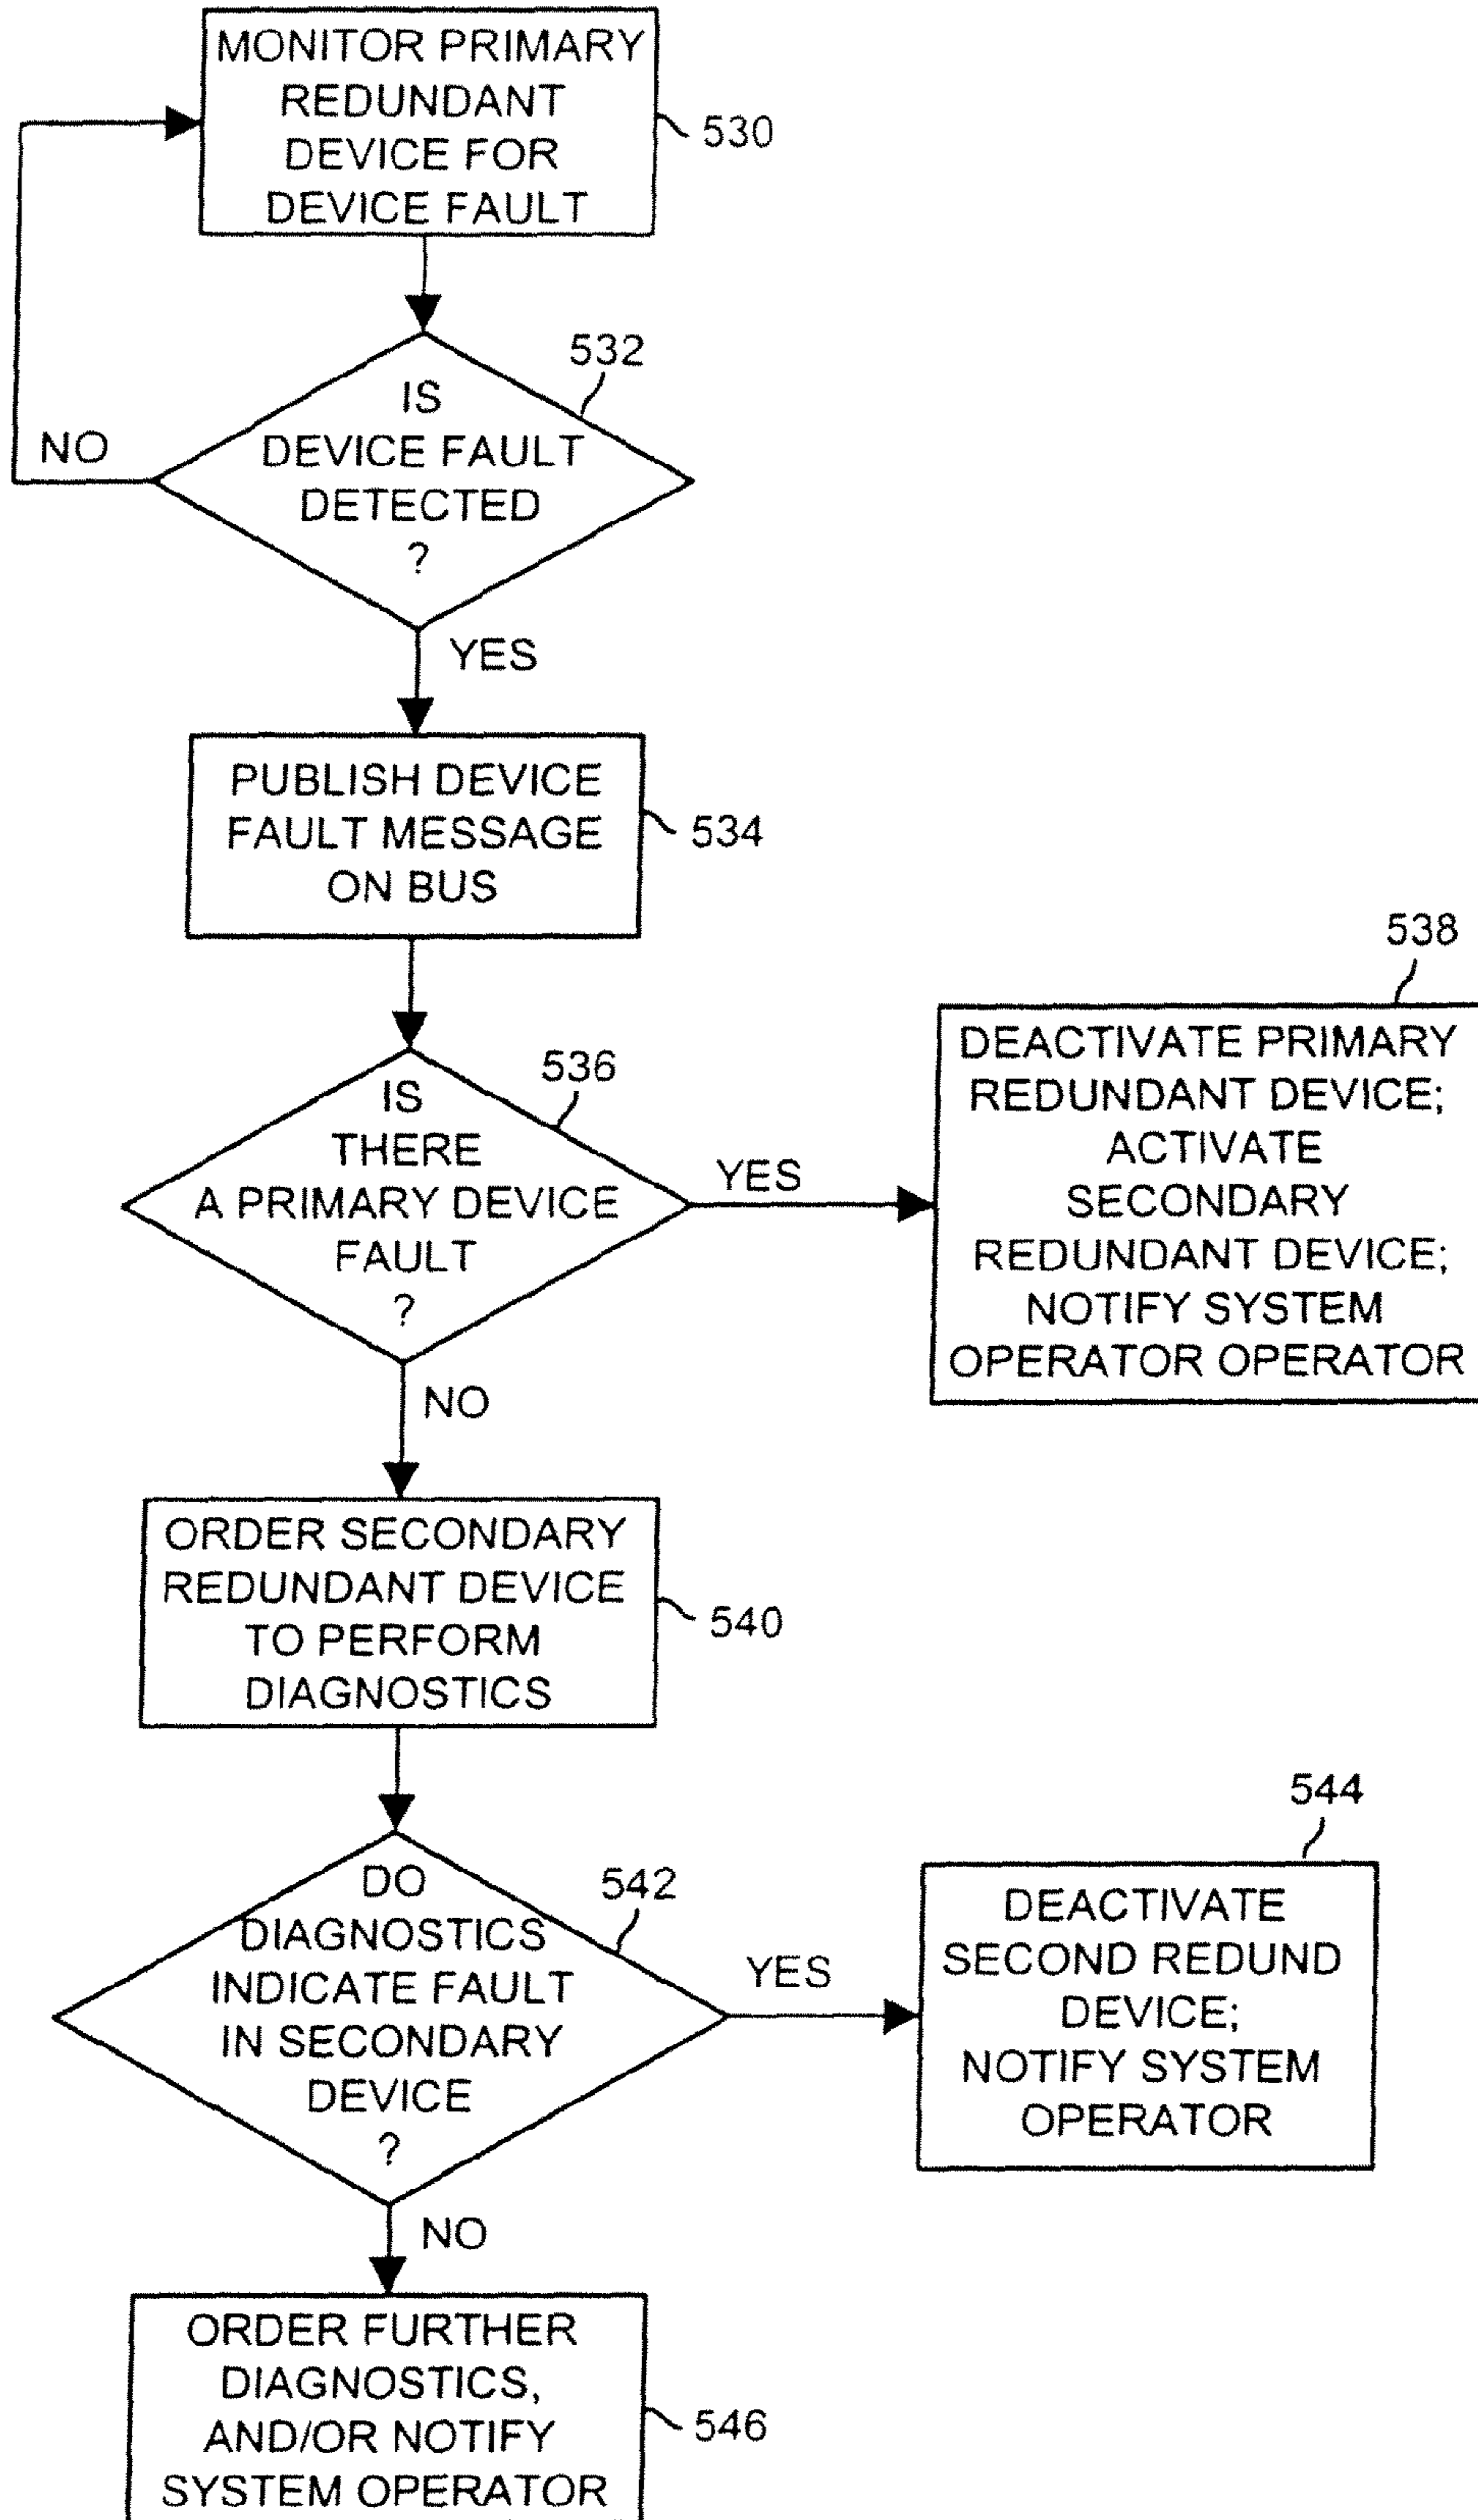 MONITOR PRIMARY
REDUNDANT
DEVICE FOR
DEVICE FAULT
530
532
IS
DEVICE FAULT
DETECTED
?
NO
YES
PUBLISH DEVICE
FAULT MESSAGE
ON BUS
534
536
IS
THERE
A PRIMARY DEVICE
FAULT
?
YES
538
DEACTIVATE PRIMARY
REDUNDANT DEVICE;
ACTIVATE
SECONDARY
REDUNDANT DEVICE;
NOTIFY SYSTEM
OPERATOR OPERATOR
NO
ORDER SECONDARY
REDUNDANT DEVICE
TO PERFORM
DIAGNOSTICS
540
542
DO
DIAGNOSTICS
INDICATE FAULT
IN SECONDARY
DEVICE
?
YES
544
DEACTIVATE
SECOND REDUND
DEVICE;
NOTIFY SYSTEM
OPERATOR
NO
ORDER FURTHER
DIAGNOSTICS,
AND/OR NOTIFY
SYSTEM OPERATOR
546